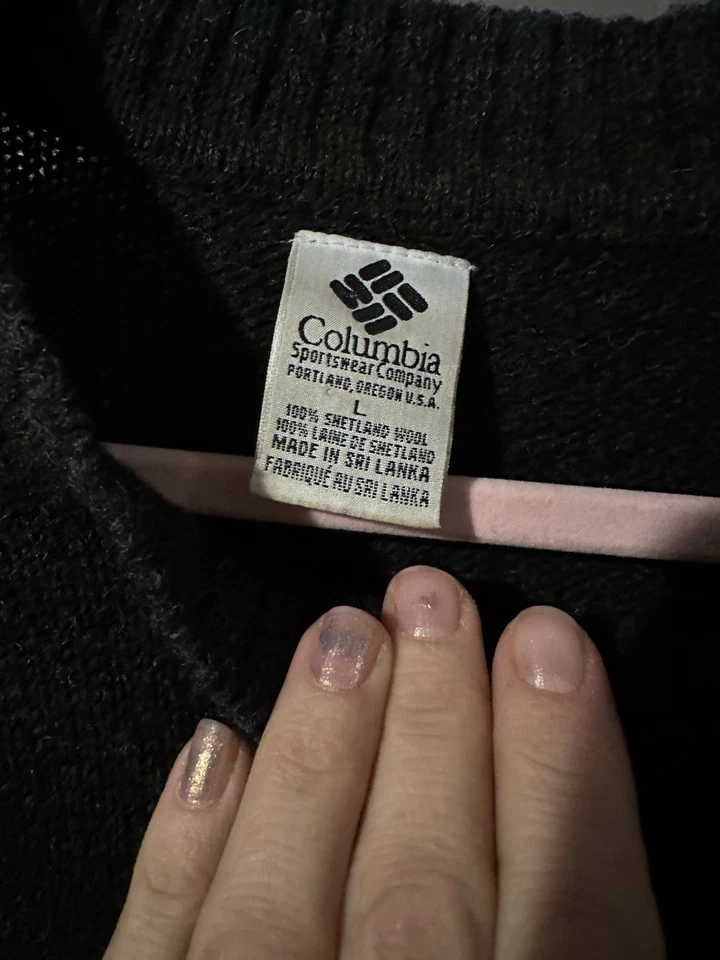 Columbia
Sportswear Company
PORTLAND, OREGON U.S.A.
L
100% SHETLAND WOOL
100% LAINE DE SHETLAND
MADE IN SRI LANKA
FABRIQUÉ AU SRI LANKA